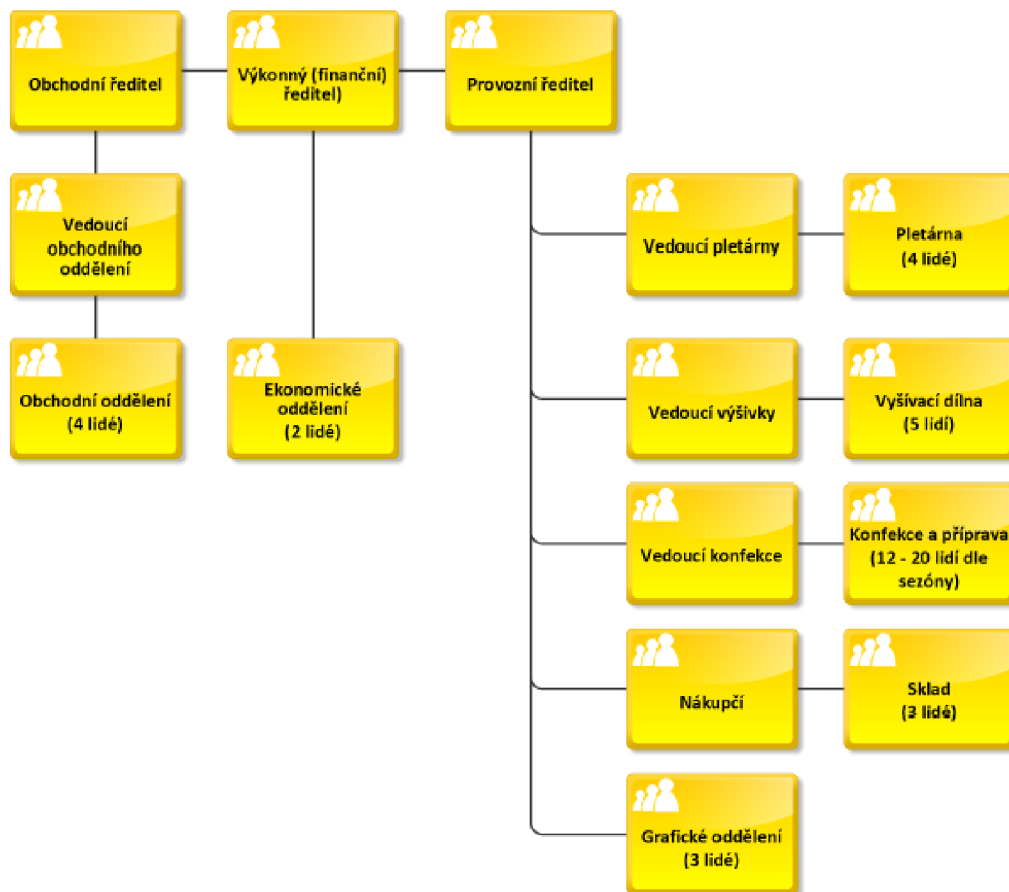 Obchodní ředitel
Výkonný (finanční)
ředitel)
Provozní ředitel
Vedoucí
obchodního
oddělení
Vedoucí pletárny
Pletárna
(4 lidé)
Obchodní oddělení
(4 lidé)
Ekonomické
oddělení
(2 lidé)
Vedoucí výšivky
Vyšívací dílna
(5 lidí)
Vedoucí konfekce
Konfekce a příprava
(12 - 20 lidí dle
sezóny)
Nákupčí
Sklad
(3 lidé)
Grafické oddělení
(3 lidé)